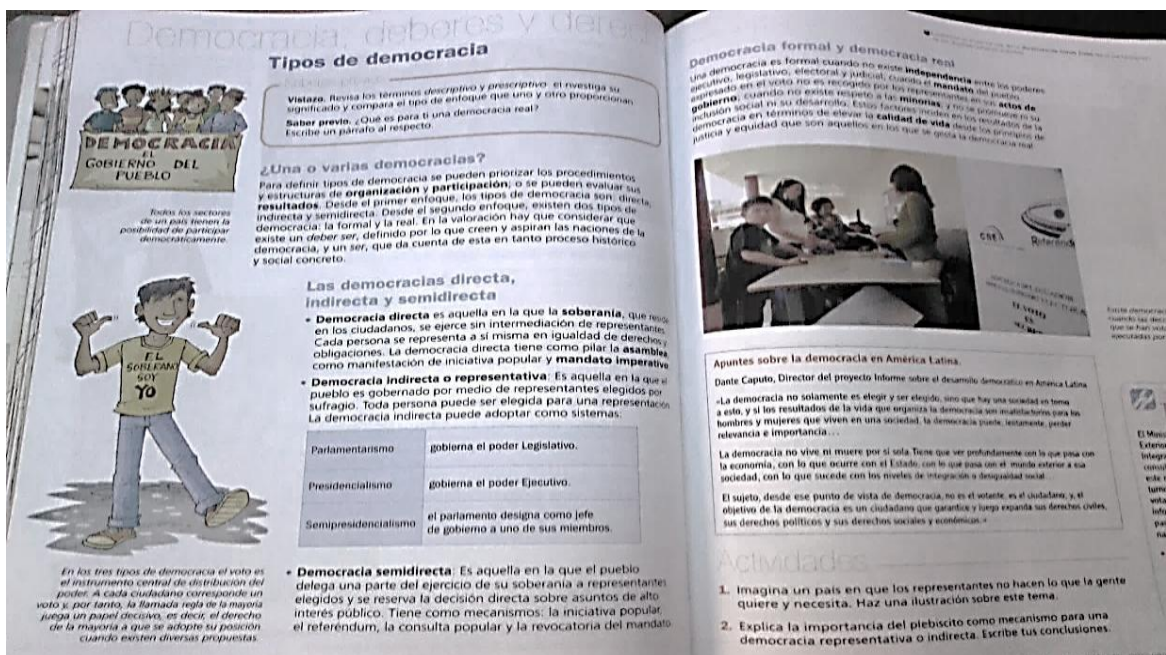 Democracia, deberes y dere
Tipos de democracia
Vistazo. Revisa los términos descriptivo y prescriptivo e investiga su
significado y compara el tipo de enfoque que uno y otro proporcionan
Saber previo. ¿Qué es para ti una democracia real?
Escribe un párrafo al respecto.
DEMOCRACIA
EL
GOBIERNO DEL
PUEBLO
Todos los sectores
de un país tienen la
posibilidad de participar
democráticamente.
¿Una o varias democracias?
Para definir tipos de democracia se pueden priorizar los procedimientos
y estructuras de organización y participación; o se pueden evaluar sus
resultados. Desde el primer enfoque, los tipos de democracia son: directa,
indirecta y semidirecta. Desde el segundo enfoque, existen dos tipos de
democracia: la formal y la real. En la valoración hay que considerar que
existe un deber ser, definido por lo que creen y aspiran las naciones de la
democracia, y un ser, que da cuenta de esta en tanto proceso histórico
y social concreto.
Las democracias directa,
indirecta y semidirecta
• Democracia directa es aquella en la que la soberanía, que reside
en los ciudadanos, se ejerce sin intermediación de representantes
Cada persona se representa a sí misma en igualdad de derechos y
obligaciones. La democracia directa tiene como pilar la asamblea
como manifestación de iniciativa popular y mandato imperativo
• Democracia indirecta o representativa: Es aquella en la que el
pueblo es gobernado por medio de representantes elegidos por
sufragio. Toda persona puede ser elegida para una representación
La democracia indirecta puede adoptar como sistemas:
Parlamentarismo gobierna el poder Legislativo.
Presidencialismo gobierna el poder Ejecutivo.
Semipresidencialismo el parlamento designa como jefe
de gobierno a uno de sus miembros.
• Democracia semidirecta: Es aquella en la que el pueblo
delega una parte del ejercicio de su soberanía a representantes
elegidos y se reserva la decisión directa sobre asuntos de alto
interés público. Tiene como mecanismos: la iniciativa popular,
el referéndum, la consulta popular y la revocatoria del mandato
EL
SOBERANO
SOY
YO
En los tres tipos de democracia el voto es
el instrumento central de distribución del
poder. A cada ciudadano corresponde un
voto y, por tanto, la llamada regla de la mayoría
juega un papel decisivo, es decir, el derecho
de la mayoría a que se adopte su posición
cuando existen diversas propuestas.
Democracia formal y democracia real
Una democracia es formal cuando no existe independencia entre los poderes
ejecutivo, legislativo, electoral y judicial, cuando el mandato del pueblo
expresado en el voto no es recogido por los representantes en sus actos de
gobierno; cuando no existe respeto a las minorías, y no se promueve ni su
inclusión social ni su desarrollo. Estos factores inciden en los resultados de la
democracia en términos de elevar la calidad de vida desde los principios de
justicia y equidad que son aquellos en los que se gesta la democracia real.
CNE
Referendo
Apuntes sobre la democracia en América Latina.
Dante Caputo, Director del proyecto Informe sobre el desarrollo democrático en América Latina
«La democracia no solamente es elegir y ser elegido, sino que hay una sociedad en torno
a esto, y si los resultados de la vida que organiza la democracia son insatisfactorios para los
hombres y mujeres que viven en una sociedad, la democracia puede, lentamente, perder
relevancia e importancia...
La democracia no vive ni muere por sí sola. Tiene que ver profundamente con lo que pasa con
la economía, con lo que ocurre con el Estado, con lo que pasa con el mundo exterior a esa
sociedad, con lo que sucede con los niveles de integración o desigualdad social...
El sujeto, desde ese punto de vista de democracia, no es el votante, es el ciudadano; y, el
objetivo de la democracia es un ciudadano que garantice y luego expanda sus derechos civiles,
sus derechos políticos y sus derechos sociales y económicos.»
Actividades
1. Imagina un país en que los representantes no hacen lo que la gente
quiere y necesita. Haz una ilustración sobre este tema.
2. Explica la importancia del plebiscito como mecanismo para una
democracia representativa o indirecta. Escribe tus conclusiones.
El Minis
Exterior